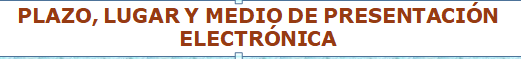 PLAZO, LUGAR Y MEDIO DE PRESENTACIÓN
ELECTRÓNICA